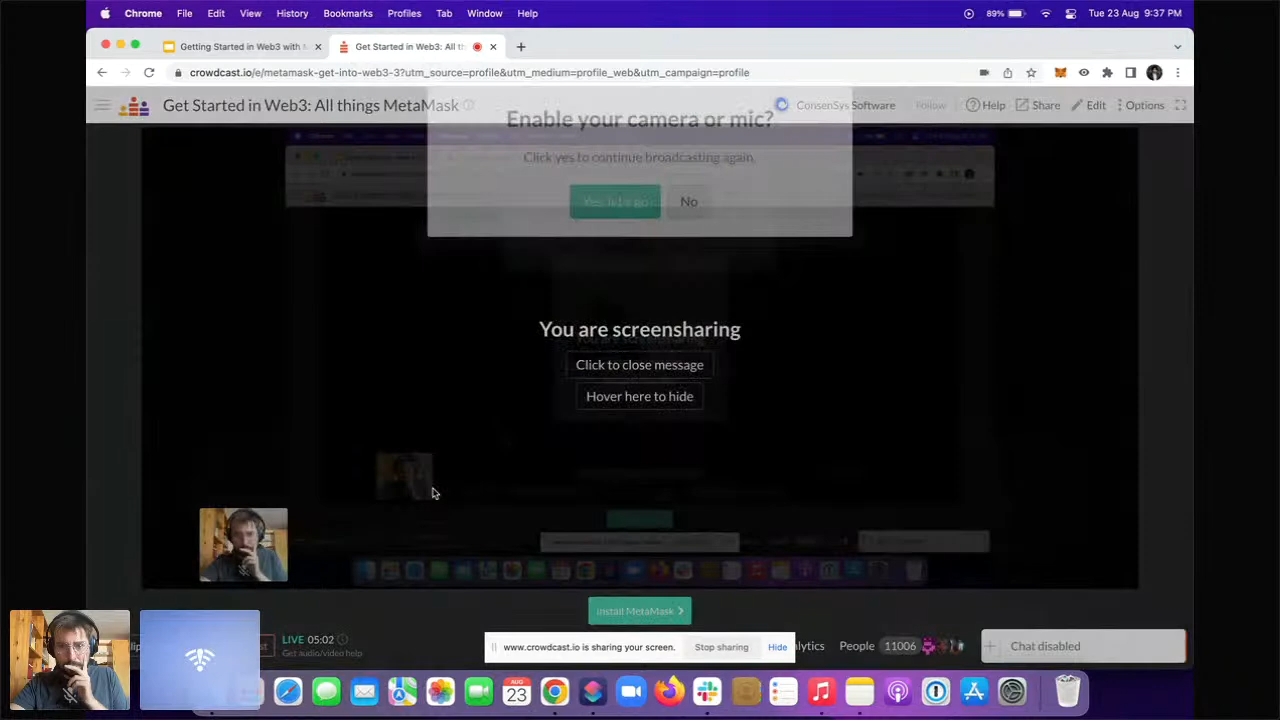 Chrome File Edit View History Bookmarks Profiles Tab Window Help 89% Tue 23 Aug 9:37 PM
Getting Started in Web3 with Get Started in Web3: All
crowdcast.io/e/metamask-get-into-web3-3?utm_source=profile&utm_medium=profile_web&utm_campaign=profile
Get Started in Web3: All things MetaMask ConsenSys Software Follow Help Share Edit Options
Enable your camera or mic?
Click yes to continue broadcasting again.
Yes, let's go No
You are screensharing
Click to close message
Hover here to hide
Install MetaMask
LIVE 05:02
Get audio/video help
www.crowdcast.io is sharing your screen. Stop sharing Hide
People 11006 Chat disabled
AUG
23